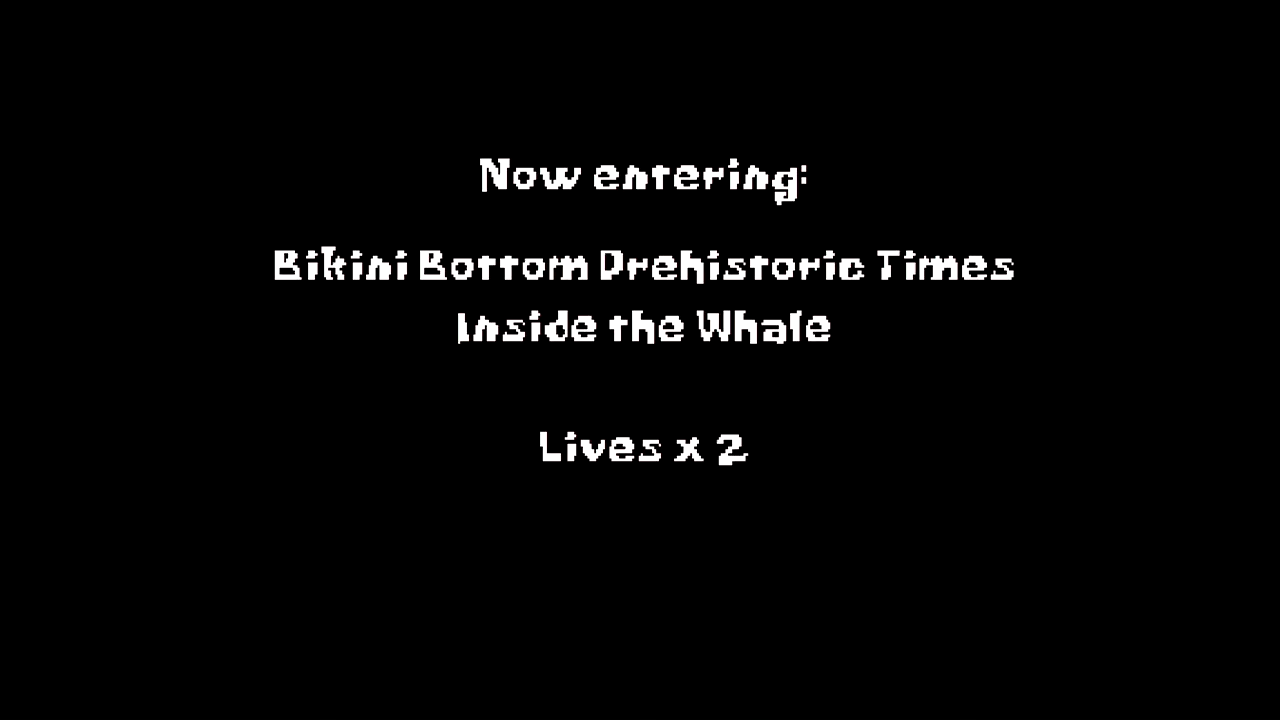 Now entering:
Bikini Bottom Prehistoric Times
Inside the Whale
Lives x 2